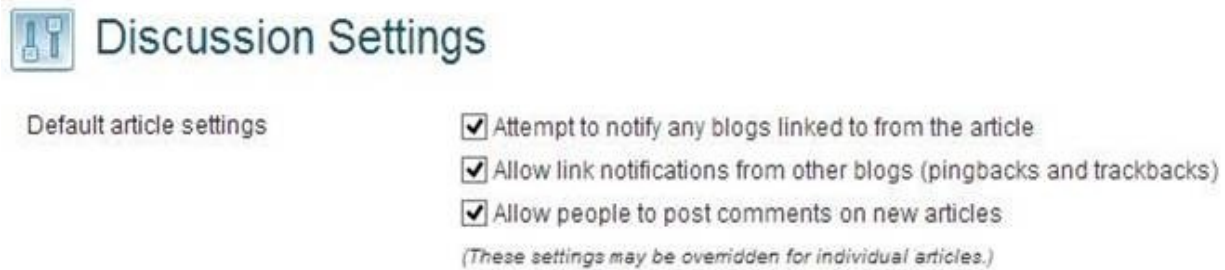 Discussion Settings
Default article settings
Attempt to notify any blogs linked to from the article
Allow link notifications from other blogs (pingbacks and trackbacks)
Allow people to post comments on new articles
(These settings may be overridden for individual articles.)